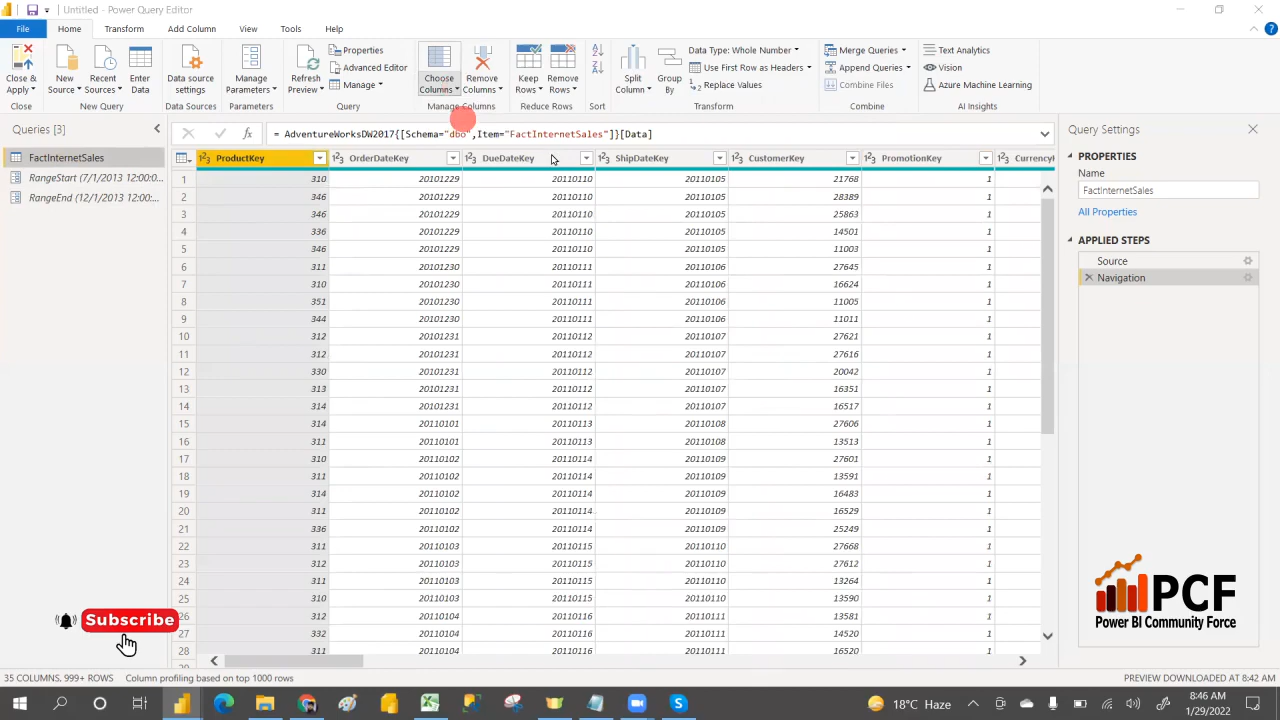 Untitled - Power Query Editor
File Home Transform Add Column View Tools Help
Close & Apply
New Source
Recent Sources
Enter Data
Data source settings
Manage Parameters
Refresh Preview
Properties
Advanced Editor
Manage
Choose Columns
Remove Columns
Keep Rows
Remove Rows
Split Column
Group By
Data Type: Whole Number
Use First Row as Headers
Replace Values
Merge Queries
Append Queries
Combine Files
Text Analytics
Vision
Azure Machine Learning
Close New Query Data Sources Parameters Query Manage Columns Reduce Rows Sort Transform Combine AI Insights
Queries [3]
FactInternetSales
RangeStart (7/1/2013 12:00:0...
RangeEnd (12/1/2013 12:00:...
= AdventureWorksDW2017{[Schema="dbo",Item="FactInternetSales"]}[Data]
ProductKey OrderDateKey DueDateKey ShipDateKey CustomerKey PromotionKey CurrencyK
1 310 20101229 20110110 20110105 21768 1
2 346 20101229 20110110 20110105 28389 1
3 346 20101229 20110110 20110105 25863 1
4 336 20101229 20110110 20110105 14501 1
5 346 20101229 20110110 20110105 11003 1
6 311 20101230 20110111 20110106 27645 1
7 310 20101230 20110111 20110106 16624 1
8 351 20101230 20110111 20110106 11005 1
9 344 20101230 20110111 20110106 11011 1
10 312 20101231 20110112 20110107 27621 1
11 312 20101231 20110112 20110107 27616 1
12 330 20101231 20110112 20110107 20042 1
13 313 20101231 20110112 20110107 16351 1
14 314 20101231 20110112 20110107 16517 1
15 314 20110101 20110113 20110108 27606 1
16 311 20110101 20110113 20110108 13513 1
17 310 20110102 20110114 20110109 27601 1
18 311 20110102 20110114 20110109 13591 1
19 314 20110102 20110114 20110109 16483 1
20 311 20110102 20110114 20110109 16529 1
21 336 20110102 20110114 20110109 25249 1
22 311 20110103 20110115 20110110 27668 1
23 312 20110103 20110115 20110110 27612 1
24 311 20110103 20110115 20110110 13264 1
25 310 20110103 20110115 20110110 13590 1
26 312 20110104 20110116 20110111 13581 1
27 332 20110104 20110116 20110111 14520 1
28 311 20110104 20110116 20110111 16520 1
Query Settings
PROPERTIES
Name
FactInternetSales
All Properties
APPLIED STEPS
Source
Navigation
PCF
Power BI Community Force
Subscribe
35 COLUMNS, 999+ ROWS Column profiling based on top 1000 rows PREVIEW DOWNLOADED AT 8:42 AM
18°C Haze
8:46 AM
1/29/2022